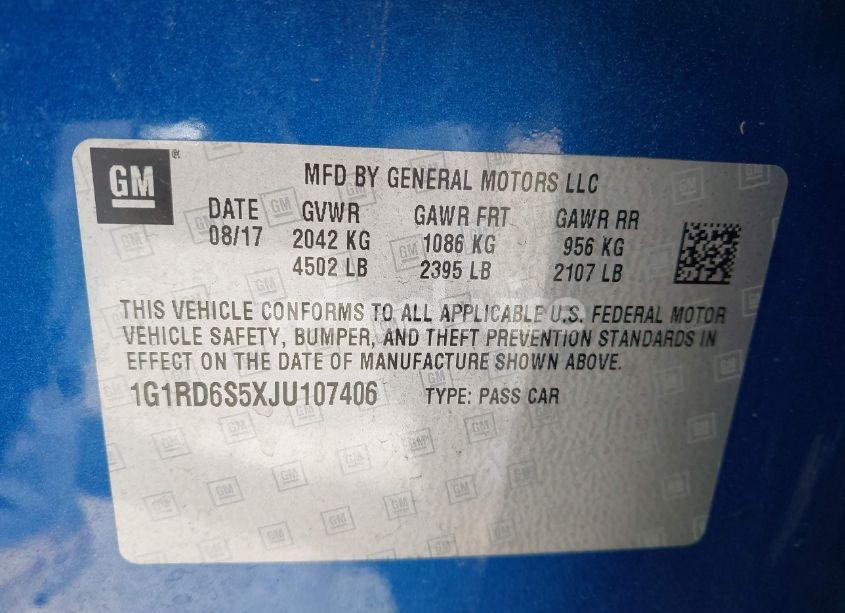 GM®
MFD BY GENERAL MOTORS LLC
DATE GVWR GAWR FRT GAWR RR
08/17 2042 KG 1086 KG 956 KG
4502 LB 2395 LB 2107 LB
THIS VEHICLE CONFORMS TO ALL APPLICABLE U.S. FEDERAL MOTOR
VEHICLE SAFETY, BUMPER, AND THEFT PREVENTION STANDARDS IN
EFFECT ON THE DATE OF MANUFACTURE SHOWN ABOVE.
1G1RD6S5XJU107406 TYPE: PASS CAR